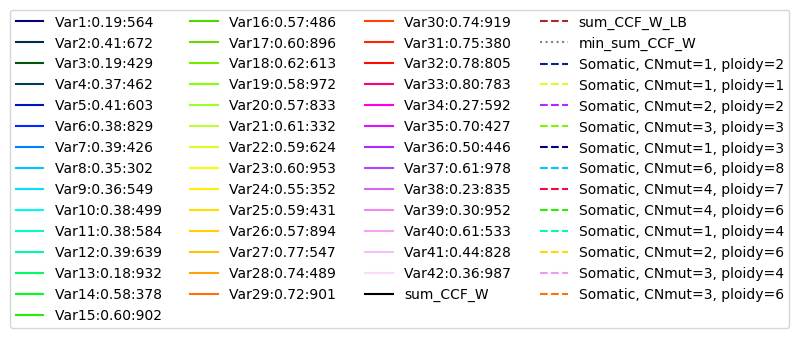 Var1:0.19:564
Var2:0.41:672
Var3:0.19:429
Var4:0.37:462
Var5:0.41:603
Var6:0.38:829
Var7:0.39:426
Var8:0.35:302
Var9:0.36:549
Var10:0.38:499
Var11:0.38:584
Var12:0.39:639
Var13:0.18:932
Var14:0.58:378
Var15:0.60:902
Var16:0.57:486
Var17:0.60:896
Var18:0.62:613
Var19:0.58:972
Var20:0.57:833
Var21:0.61:332
Var22:0.59:624
Var23:0.60:953
Var24:0.55:352
Var25:0.59:431
Var26:0.57:894
Var27:0.77:547
Var28:0.74:489
Var29:0.72:901
Var30:0.74:919
Var31:0.75:380
Var32:0.78:805
Var33:0.80:783
Var34:0.27:592
Var35:0.70:427
Var36:0.50:446
Var37:0.61:978
Var38:0.23:835
Var39:0.30:952
Var40:0.61:533
Var41:0.44:828
Var42:0.36:987
sum_CCF_W
sum_CCF_W_LB
min_sum_CCF_W
Somatic, CNmut=1, ploidy=2
Somatic, CNmut=1, ploidy=1
Somatic, CNmut=2, ploidy=2
Somatic, CNmut=3, ploidy=3
Somatic, CNmut=1, ploidy=3
Somatic, CNmut=6, ploidy=8
Somatic, CNmut=4, ploidy=7
Somatic, CNmut=4, ploidy=6
Somatic, CNmut=1, ploidy=4
Somatic, CNmut=2, ploidy=6
Somatic, CNmut=3, ploidy=4
Somatic, CNmut=3, ploidy=6